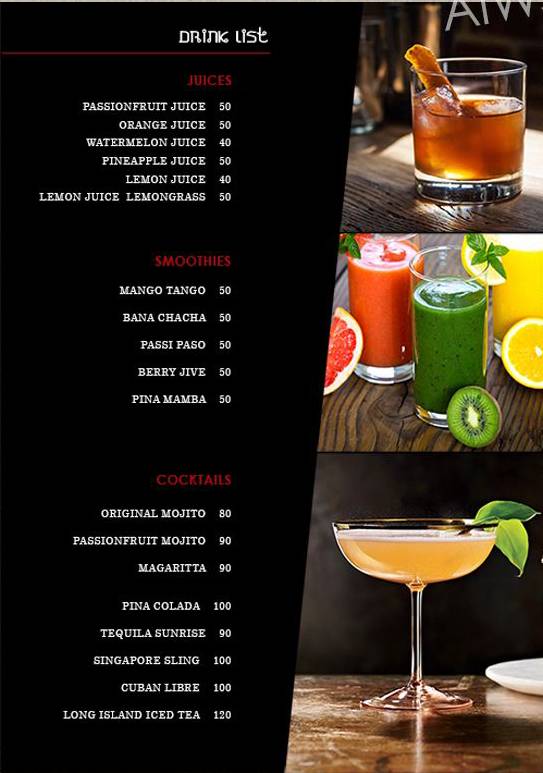 DRINK LIST
JUICES
PASSIONFRUIT JUICE 50
ORANGE JUICE 50
WATERMELON JUICE 40
PINEAPPLE JUICE 50
LEMON JUICE 40
LEMON JUICE LEMONGRASS 50
SMOOTHIES
MANGO TANGO 50
BANA CHACHA 50
PASSI PASO 50
BERRY JIVE 50
PINA MAMBA 50
COCKTAILS
ORIGINAL MOJITO 80
PASSIONFRUIT MOJITO 90
MAGARITTA 90
PINA COLADA 100
TEQUILA SUNRISE 90
SINGAPORE SLING 100
CUBAN LIBRE 100
LONG ISLAND ICED TEA 120